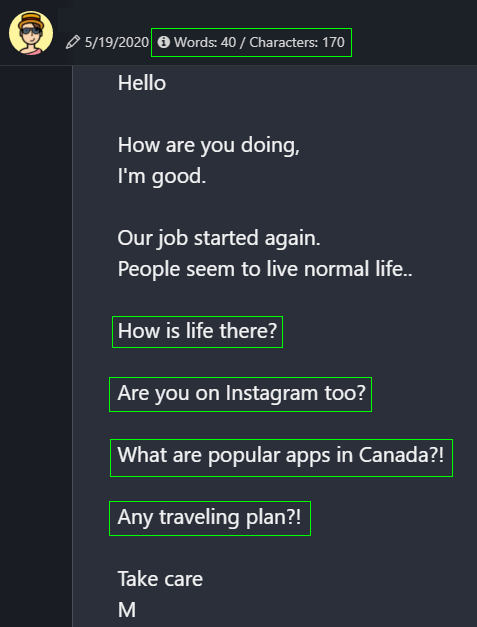 5/19/2020 Words: 40 / Characters: 170
Hello
How are you doing,
I'm good.
Our job started again.
People seem to live normal life..
How is life there?
Are you on Instagram too?
What are popular apps in Canada?!
Any traveling plan?!
Take care
M